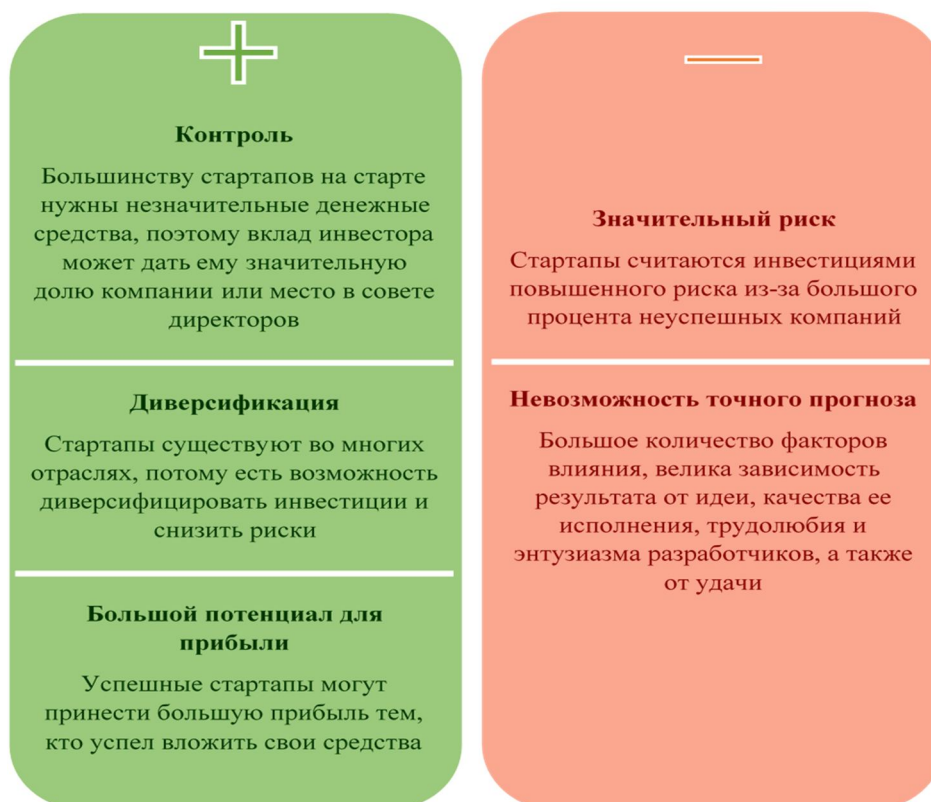 Контроль
Большинству стартапов на старте
нужны незначительные денежные
средства, поэтому вклад инвестора
может дать ему значительную
долю компании или место в совете
директоров
Диверсификация
Стартапы существуют во многих
отраслях, потому есть возможность
диверсифицировать инвестиции и
снизить риски
Большой потенциал для
прибыли
Успешные стартапы могут
принести большую прибыль тем,
кто успел вложить свои средства
Значительный риск
Стартапы считаются инвестициями
повышенного риска из-за большого
процента неуспешных компаний
Невозможность точного прогноза
Большое количество факторов
влияния, велика зависимость
результата от идеи, качества ее
исполнения, трудолюбия и
энтузиазма разработчиков, а также
от удачи